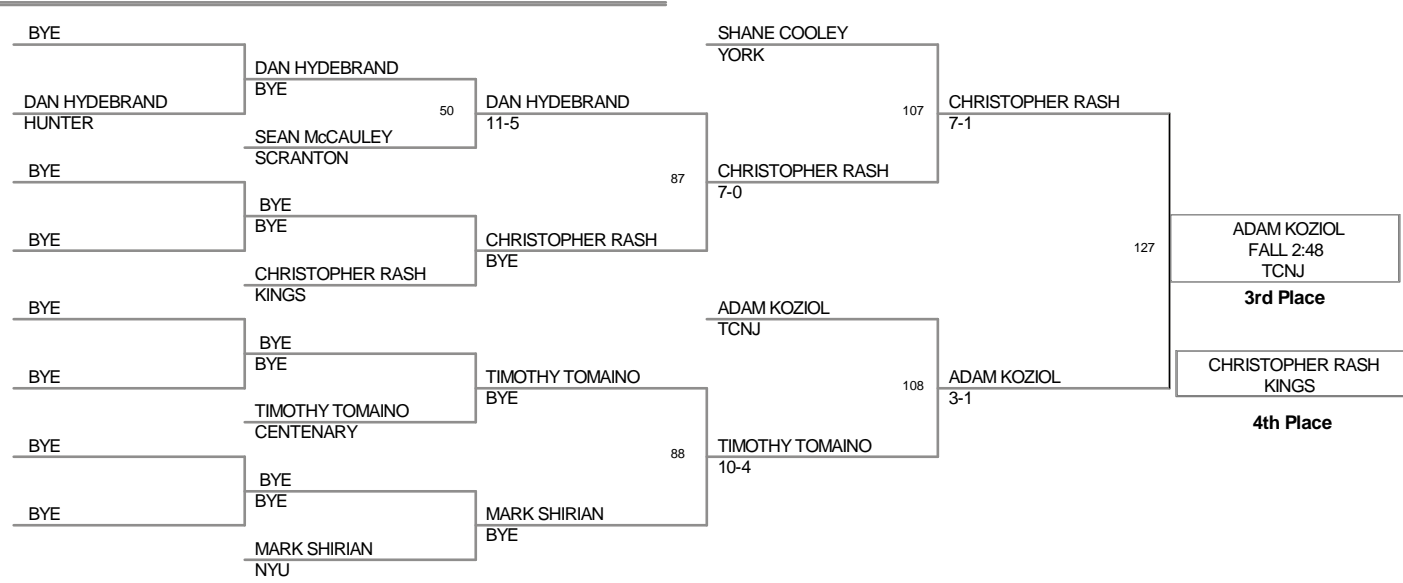 BYE
DAN HYDEBRAND
HUNTER
BYE
BYE
BYE
BYE
BYE
BYE
DAN HYDEBRAND
BYE
SEAN McCAULEY
SCRANTON
BYE
BYE
CHRISTOPHER RASH
KINGS
BYE
BYE
TIMOTHY TOMAINO
CENTENARY
BYE
BYE
MARK SHIRIAN
NYU
50
DAN HYDEBRAND
11-5
CHRISTOPHER RASH
BYE
TIMOTHY TOMAINO
BYE
MARK SHIRIAN
BYE
87
88
SHANE COOLEY
YORK
CHRISTOPHER RASH
7-0
ADAM KOZIOL
TCNJ
TIMOTHY TOMAINO
10-4
107
108
CHRISTOPHER RASH
7-1
ADAM KOZIOL
3-1
127
ADAM KOZIOL
FALL 2:48
TCNJ
3rd Place
CHRISTOPHER RASH
KINGS
4th Place